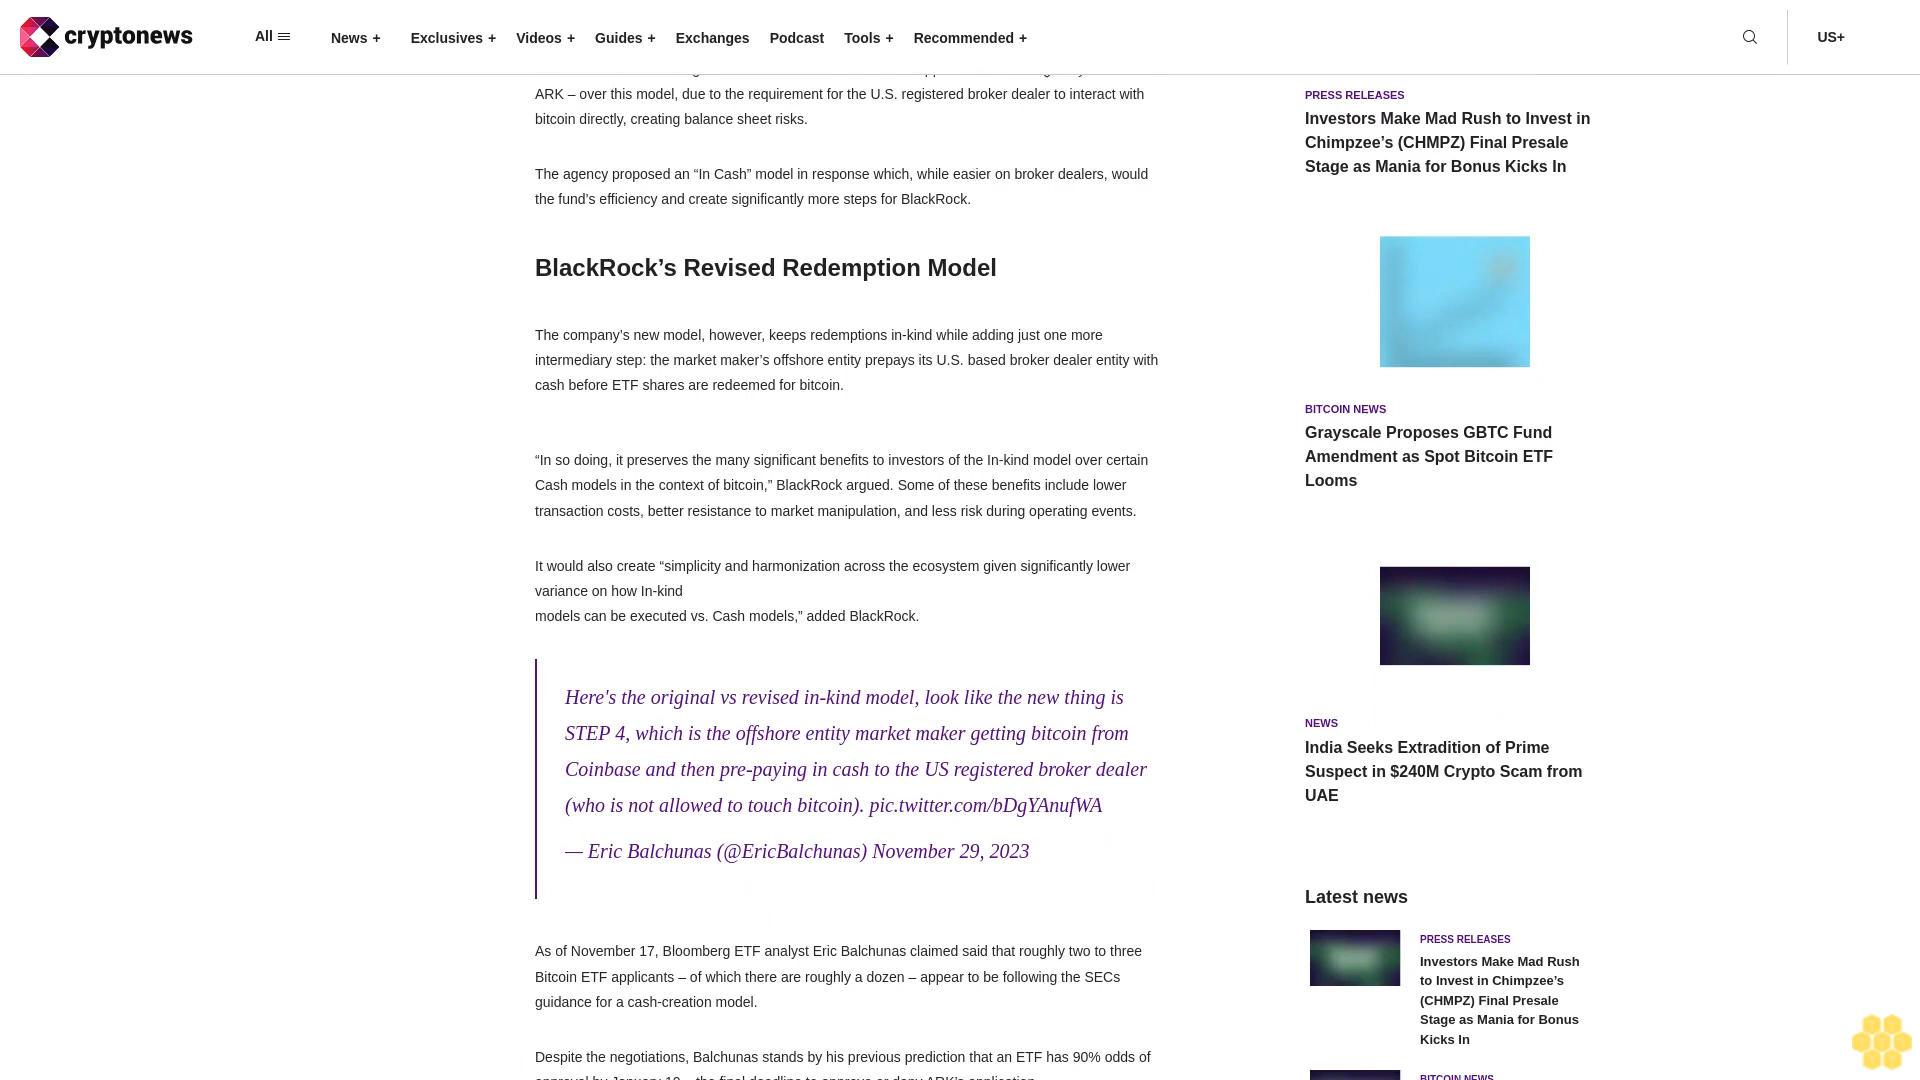 cryptonews
All
News +
Exclusives +
Videos +
Guides +
Exchanges
Podcast
Tools +
Recommended +
US+
ARK – over this model, due to the requirement for the U.S. registered broker dealer to interact with
bitcoin directly, creating balance sheet risks.
The agency proposed an “In Cash” model in response which, while easier on broker dealers, would
the fund’s efficiency and create significantly more steps for BlackRock.
BlackRock’s Revised Redemption Model
The company’s new model, however, keeps redemptions in-kind while adding just one more
intermediary step: the market maker’s offshore entity prepays its U.S. based broker dealer entity with
cash before ETF shares are redeemed for bitcoin.
“In so doing, it preserves the many significant benefits to investors of the In-kind model over certain
Cash models in the context of bitcoin,” BlackRock argued. Some of these benefits include lower
transaction costs, better resistance to market manipulation, and less risk during operating events.
It would also create “simplicity and harmonization across the ecosystem given significantly lower
variance on how In-kind
models can be executed vs. Cash models,” added BlackRock.
Here's the original vs revised in-kind model, look like the new thing is
STEP 4, which is the offshore entity market maker getting bitcoin from
Coinbase and then pre-paying in cash to the US registered broker dealer
(who is not allowed to touch bitcoin). pic.twitter.com/bDgYAnufWA
— Eric Balchunas (@EricBalchunas) November 29, 2023
As of November 17, Bloomberg ETF analyst Eric Balchunas claimed said that roughly two to three
Bitcoin ETF applicants – of which there are roughly a dozen – appear to be following the SECs
guidance for a cash-creation model.
Despite the negotiations, Balchunas stands by his previous prediction that an ETF has 90% odds of
approval by January 10 – the final deadline to approve or deny ARK’s application.
PRESS RELEASES
Investors Make Mad Rush to Invest in
Chimpzee’s (CHMPZ) Final Presale
Stage as Mania for Bonus Kicks In
BITCOIN NEWS
Grayscale Proposes GBTC Fund
Amendment as Spot Bitcoin ETF
Looms
NEWS
India Seeks Extradition of Prime
Suspect in $240M Crypto Scam from
UAE
Latest news
PRESS RELEASES
Investors Make Mad Rush
to Invest in Chimpzee’s
(CHMPZ) Final Presale
Stage as Mania for Bonus
Kicks In
BITCOIN NEWS